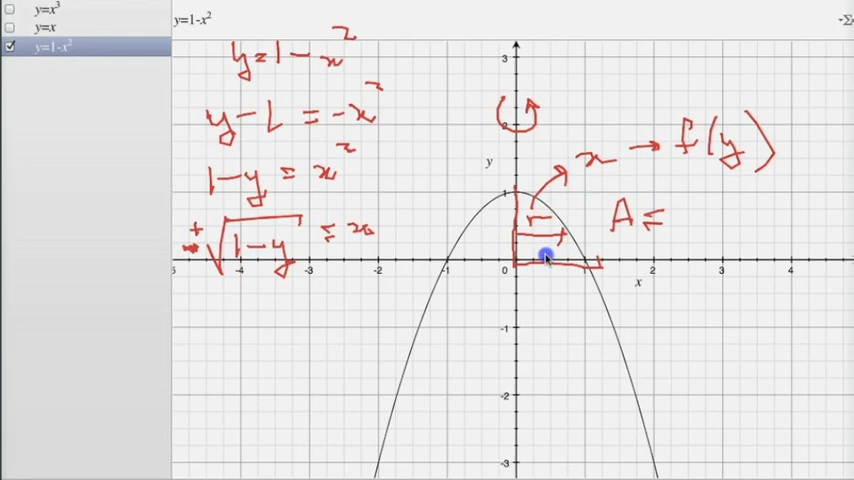 y=x³
y=x
y=1-x²
y=1-x²
Σ
y = 1 - x²
y - 1 = -x²
1 - y = x²
+ √1-y = x
x → f(y)
r
A =
y
x
3
2
1
-1
-2
-3
-5 -4 -3 -2 -1 0 1 2 3 4